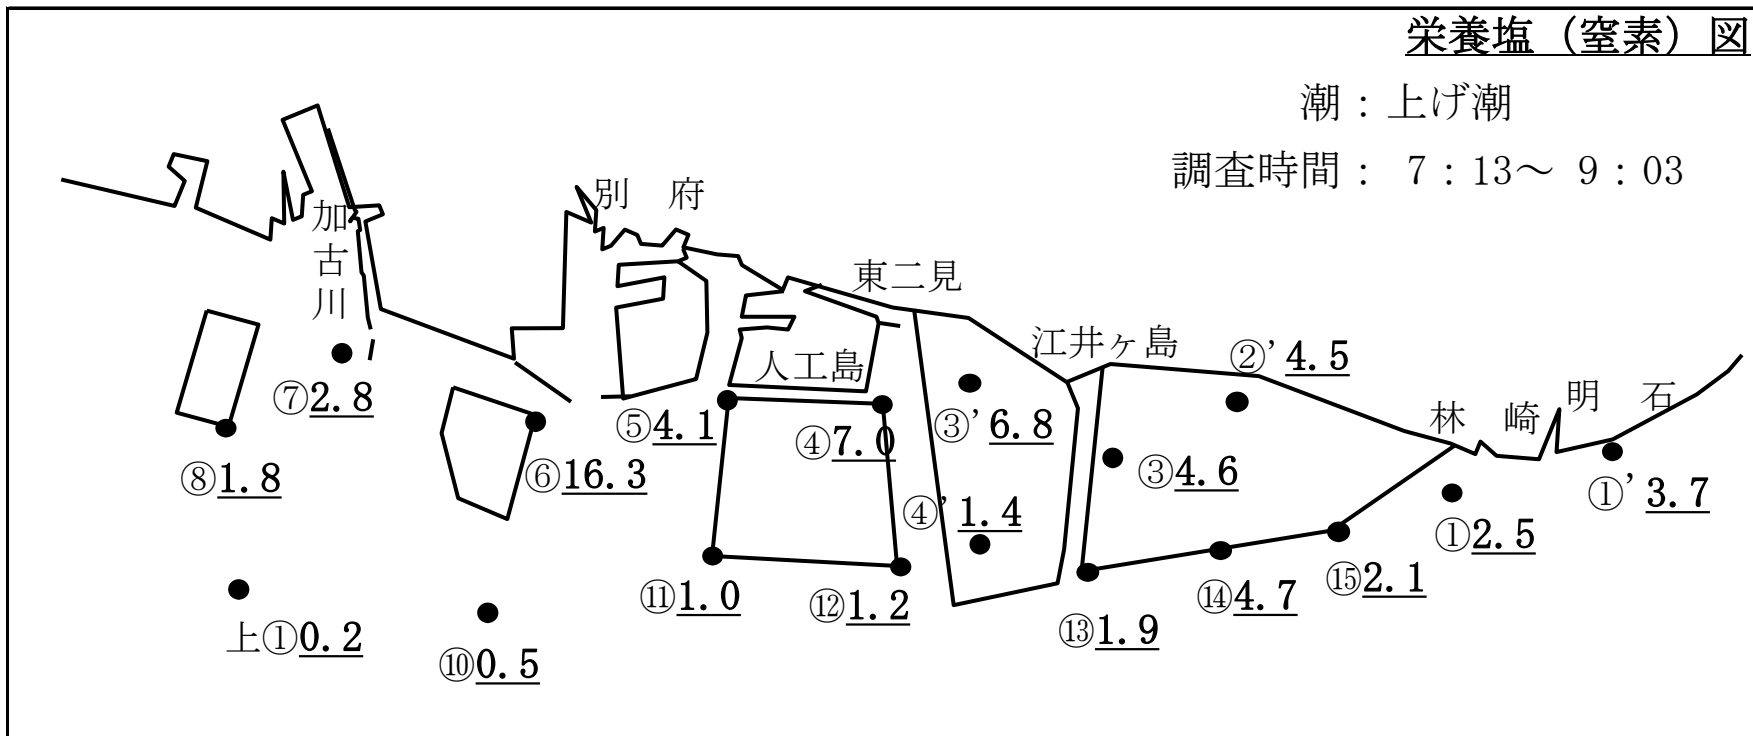 栄養塩（窒素）図
潮：上げ潮
調査時間： 7：13～ 9：03
別 府
加古川
東二見
江井ヶ島
②’4.5
人工島
林 崎
明 石
⑦2.8
⑤4.1
④7.0
③’6.8
③4.6
⑧1.8
⑥16.3
④’1.4
①’3.7
①2.5
⑪1.0
⑫1.2
⑮2.1
⑭4.7
⑬1.9
上①0.2
⑩0.5